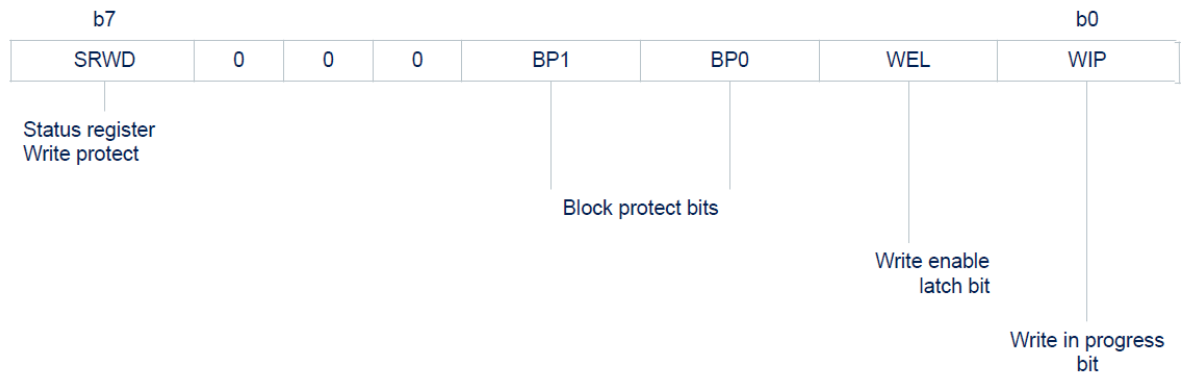 b7 b0
SRWD 0 0 0 BP1 BP0 WEL WIP
Status register
Write protect
Block protect bits
Write enable
latch bit
Write in progress
bit